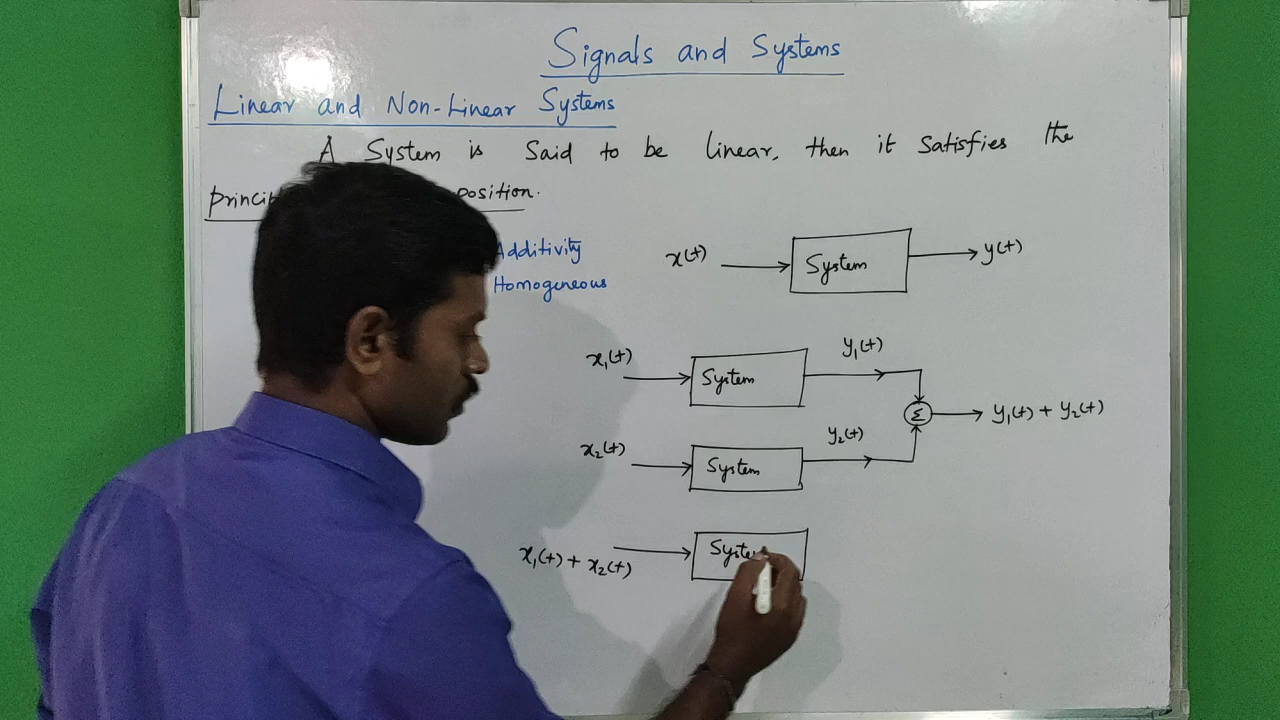 Signals and Systems
Linear and Non-Linear Systems
A System is Said to be linear, then it Satisfies the
position.
Additivity
Homogeneous
x(t) System y(t)
x₁(t) System y₁(t)
Σ y₁(t) + y₂(t)
x₂(t) System y₂(t)
x₁(t) + x₂(t) System